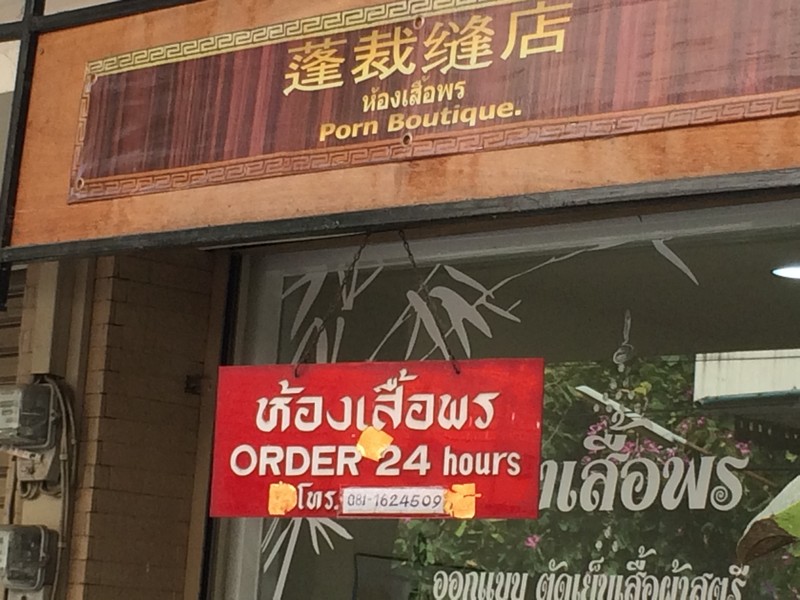 蓬裁缝店
ห้องเสื้อพร
Porn Boutique.
ห้องเสื้อพร
ORDER 24 hours
โทร. 081-1624509
เสื้อพร
ออกแบบ ตัดเย็บเสื้อผ้าสตรี